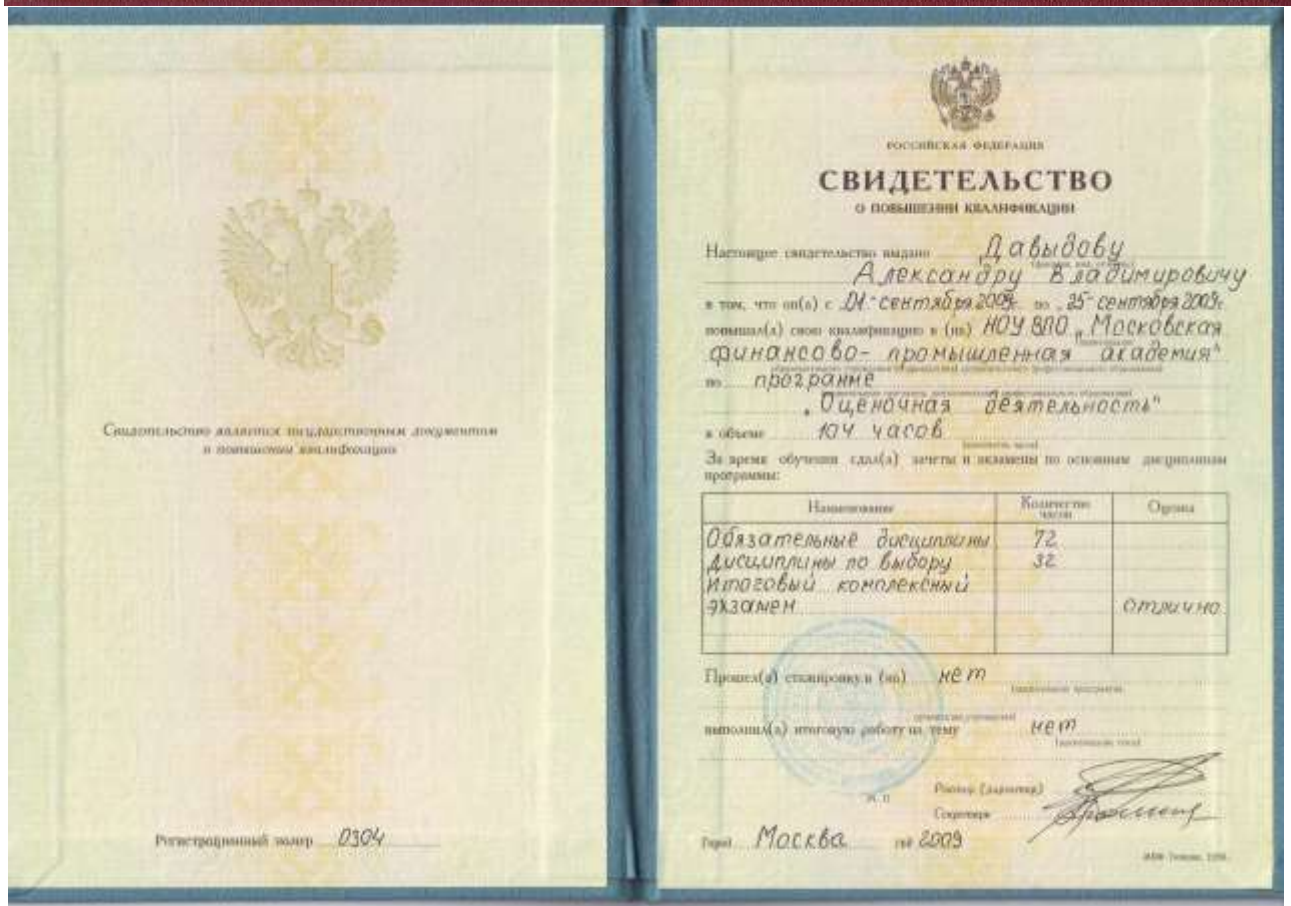 Свидетельство является государственным документом
о повышении квалификации
Регистрационный номер 0304
РОССИЙСКАЯ ФЕДЕРАЦИЯ
СВИДЕТЕЛЬСТВО
О ПОВЫШЕНИИ КВАЛИФИКАЦИИ
Настоящее свидетельство выдано Давыдову
Александру Владимировичу
в том, что он(а) с „01" сентября 2009г. по „25" сентября 2009г.
повышал(а) свою квалификацию в (на) НОУ ВПО „Московская
финансово-промышленная академия"
по программе
„Оценочная деятельность"
в объеме 104 часов
За время обучения сдал(а) зачеты и экзамены по основным дисциплинам
программы:
Наименование Количество часов Оценка
Обязательные дисциплины 72
Дисциплины по выбору 32
Итоговый комплексный
экзамен отлично
Прошел(а) стажировку в (на) нет
выполнил(а) итоговую работу на тему нет
М. П.
Ректор (директор)
Секретарь
Город Москва год 2009